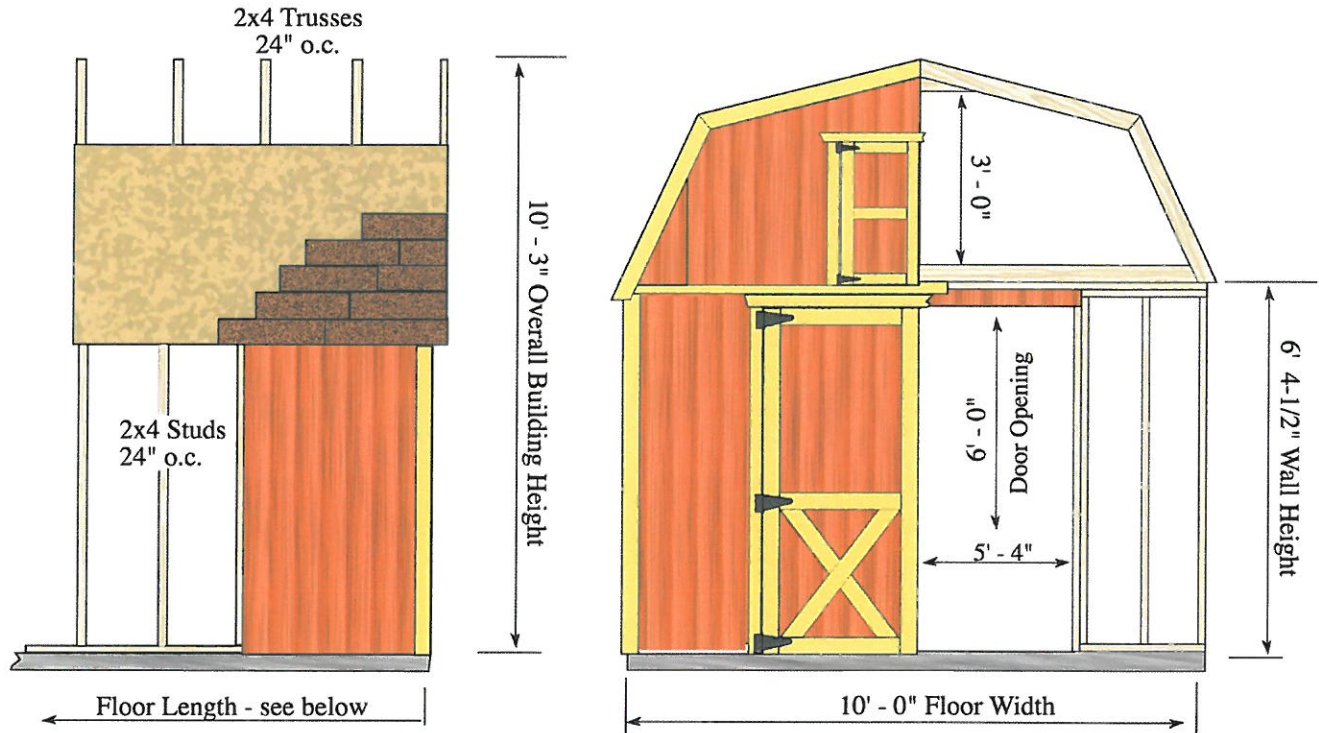 2x4 Trusses
24" o.c.
10' - 3" Overall Building Height
2x4 Studs
24" o.c.
Floor Length - see below
3' - 0"
6' - 0"
Door Opening
5' - 4"
6' 4-1/2" Wall Height
10' - 0" Floor Width